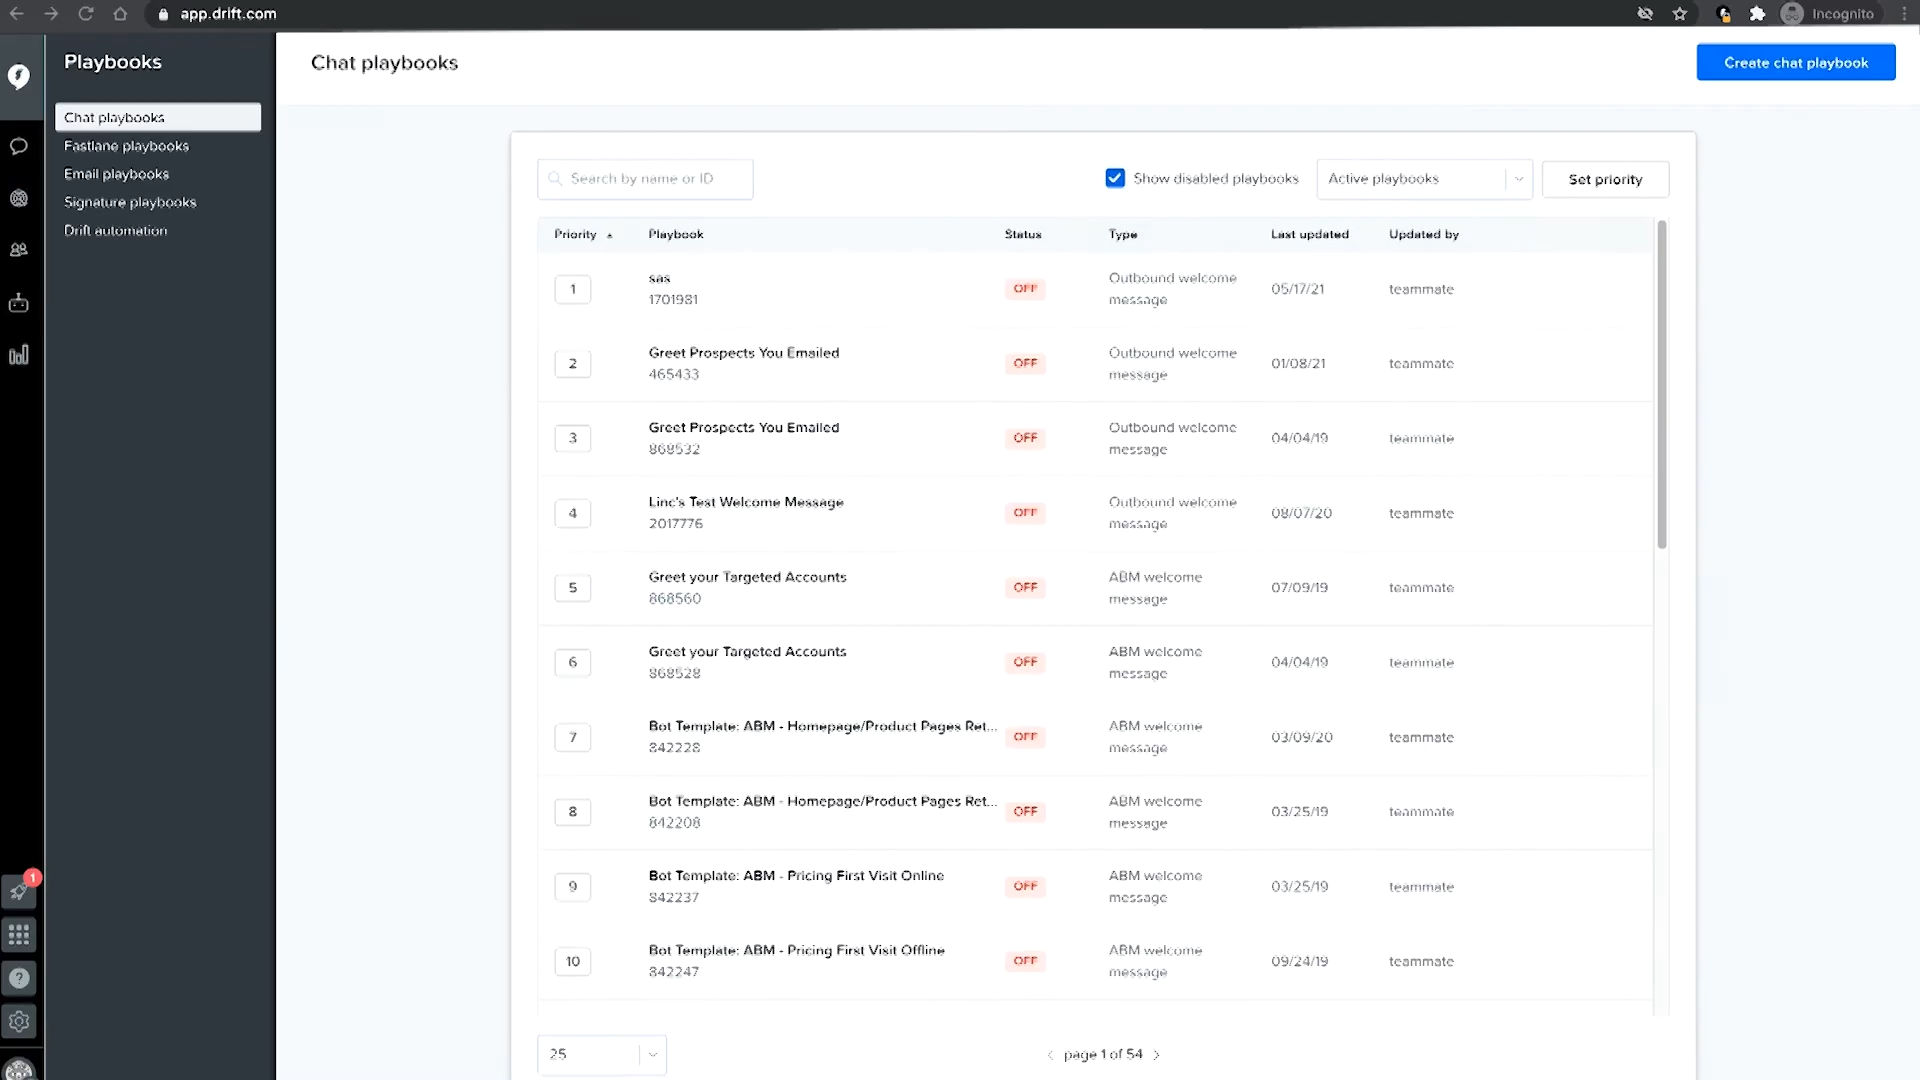 app.drift.com
Incognito
Playbooks
Chat playbooks
Fastlane playbooks
Email playbooks
Signature playbooks
Drift automation
1
?
Chat playbooks
Create chat playbook
Search by name or ID
Show disabled playbooks
Active playbooks
Set priority
Priority Playbook Status Type Last updated Updated by
1 sas OFF Outbound welcome 05/17/21 teammate
1701981 message
2 Greet Prospects You Emailed OFF Outbound welcome 01/08/21 teammate
465433 message
3 Greet Prospects You Emailed OFF Outbound welcome 04/04/19 teammate
868532 message
4 Linc's Test Welcome Message OFF Outbound welcome 08/07/20 teammate
2017776 message
5 Greet your Targeted Accounts OFF ABM welcome 07/09/19 teammate
868560 message
6 Greet your Targeted Accounts OFF ABM welcome 04/04/19 teammate
868528 message
7 Bot Template: ABM - Homepage/Product Pages Ret... OFF ABM welcome 03/09/20 teammate
842228 message
8 Bot Template: ABM - Homepage/Product Pages Ret... OFF ABM welcome 03/25/19 teammate
842208 message
9 Bot Template: ABM - Pricing First Visit Online OFF ABM welcome 03/25/19 teammate
842237 message
10 Bot Template: ABM - Pricing First Visit Offline OFF ABM welcome 09/24/19 teammate
842247 message
25
page 1 of 54